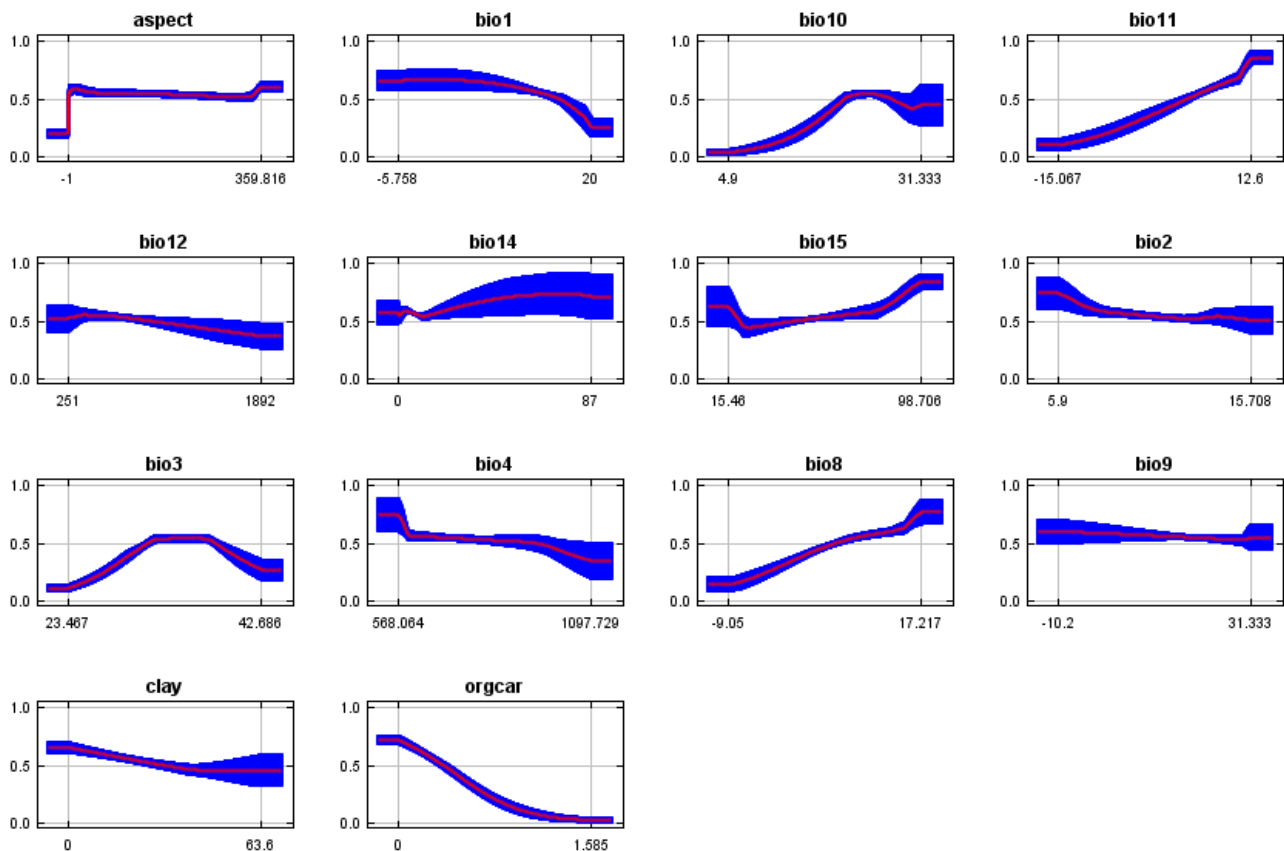 aspect bio1 bio10 bio11
1.0 1.0 1.0 1.0
0.5 0.5 0.5 0.5
0.0 0.0 0.0 0.0
-1 359.816 -5.758 20 4.9 31.333 -15.067 12.6
bio12 bio14 bio15 bio2
1.0 1.0 1.0 1.0
0.5 0.5 0.5 0.5
0.0 0.0 0.0 0.0
251 1892 0 87 15.46 98.706 5.9 15.708
bio3 bio4 bio8 bio9
1.0 1.0 1.0 1.0
0.5 0.5 0.5 0.5
0.0 0.0 0.0 0.0
23.467 42.686 568.064 1097.729 -9.05 17.217 -10.2 31.333
clay orgcar
1.0 1.0
0.5 0.5
0.0 0.0
0 63.6 0 1.585